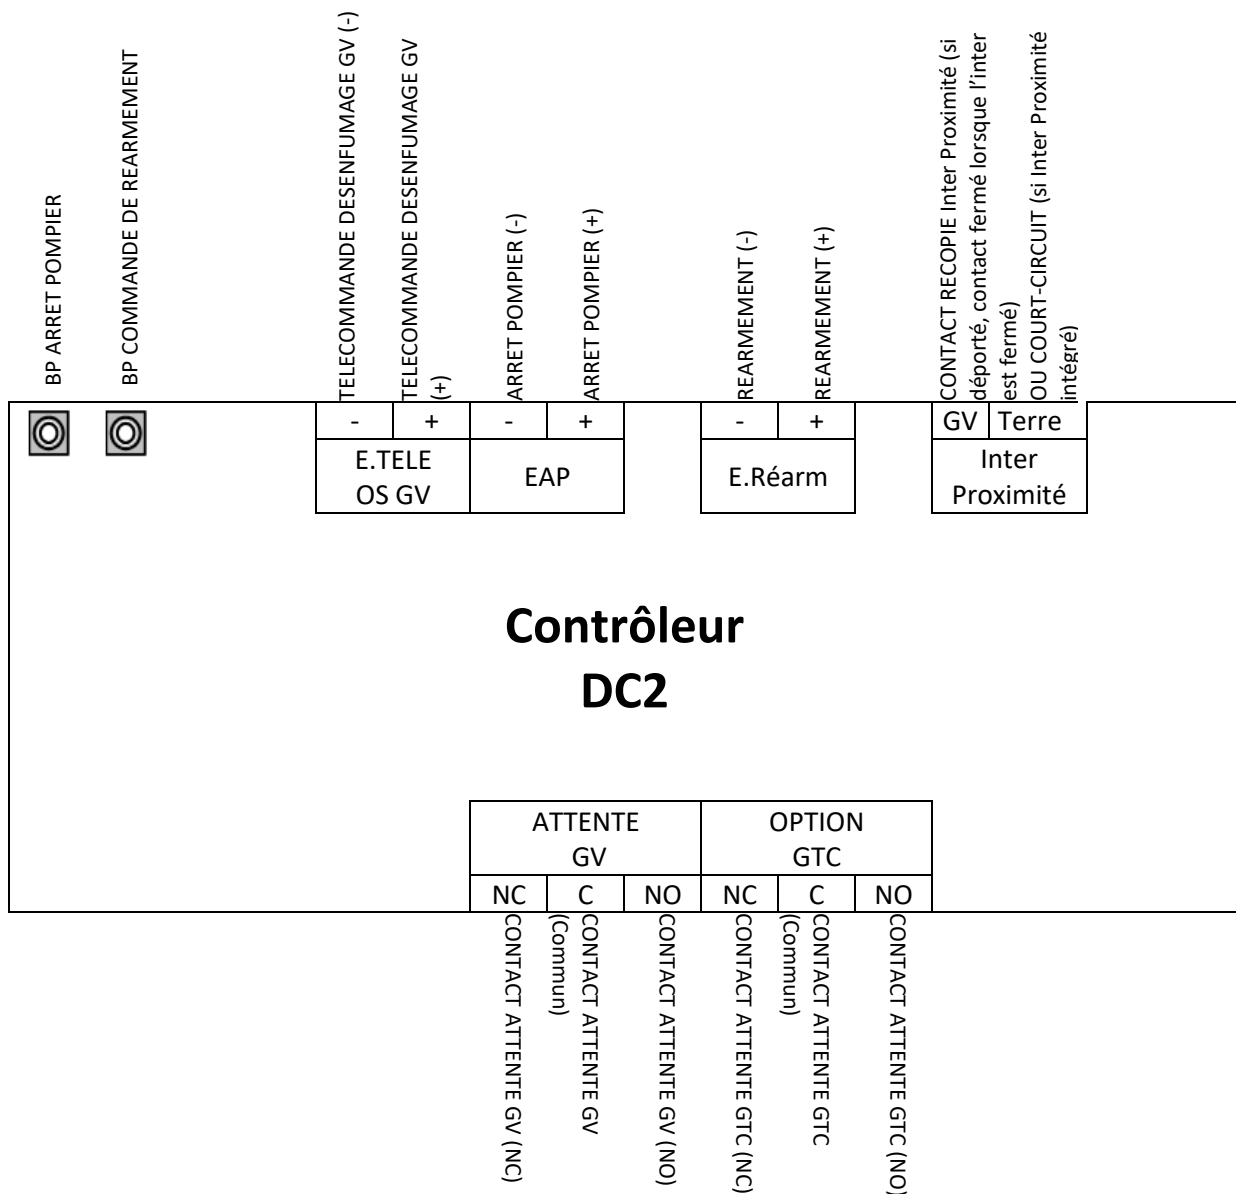 BP ARRET POMPIER
BP COMMANDE DE REARMEMENT
TELECOMMANDE DESENFUMAGE GV (-)
TELECOMMANDE DESENFUMAGE GV
(+)
ARRET POMPIER (-)
ARRET POMPIER (+)
REARMEMENT (-)
REARMEMENT (+)
CONTACT RECOPIE Inter Proximité (si
déporté, contact fermé lorsque l'inter
est fermé)
OU COURT-CIRCUIT (si Inter Proximité
intégré)
- + - + - + GV Terre
E.TELE
OS GV
EAP
E.Réarm
Inter
Proximité
Contrôleur
DC2
ATTENTE
GV
OPTION
GTC
NC C NO NC C NO
CONTACT ATTENTE GV (NC)
CONTACT ATTENTE GV
(Commun)
CONTACT ATTENTE GV (NO)
CONTACT ATTENTE GTC (NC)
CONTACT ATTENTE GTC
(Commun)
CONTACT ATTENTE GTC (NO)